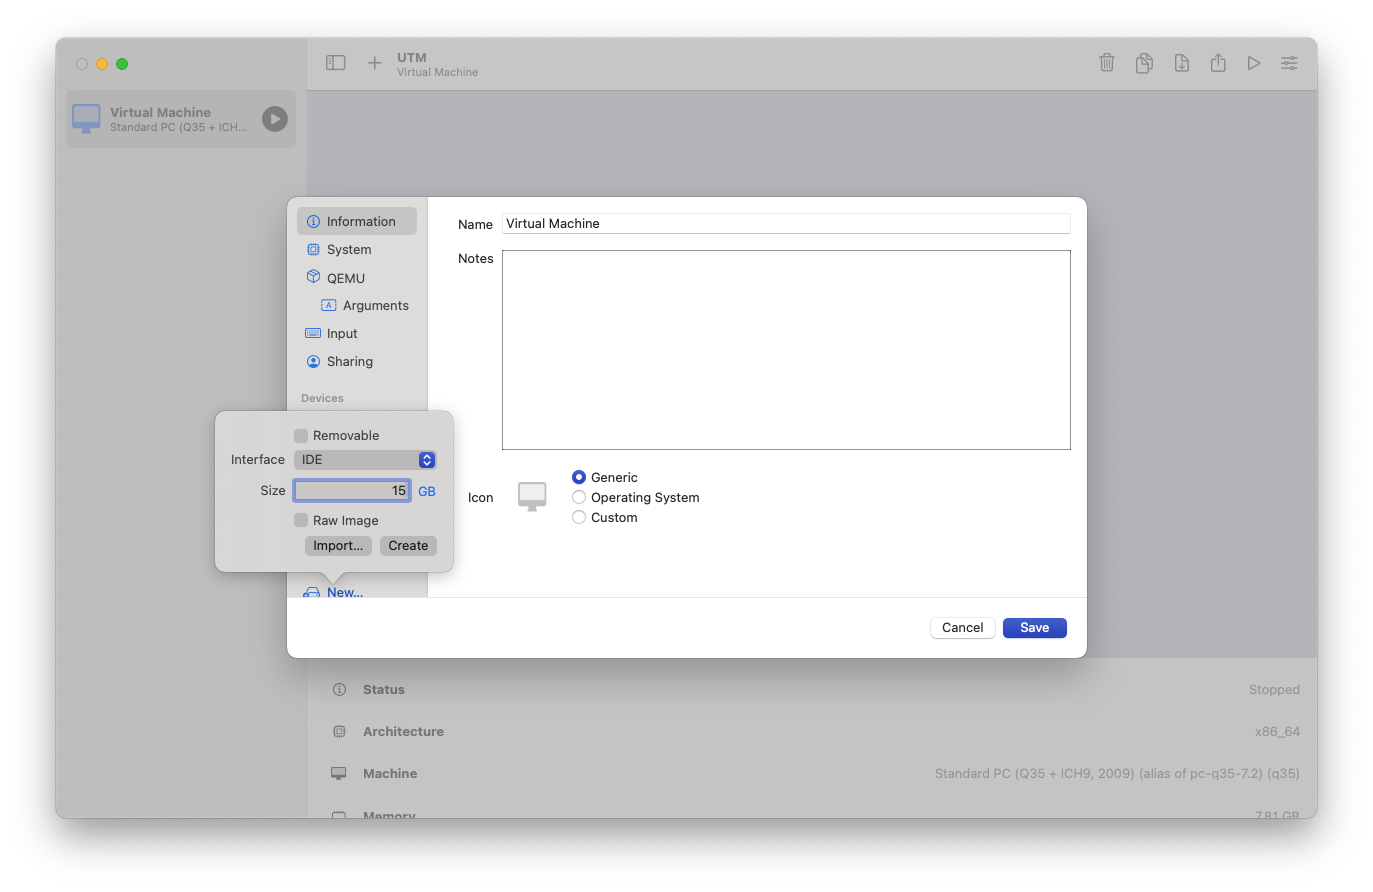 UTM
Virtual Machine
Virtual Machine
Standard PC (Q35 + ICH...
Information
System
QEMU
Arguments
Input
Sharing
Devices
Name
Virtual Machine
Notes
Removable
Interface
IDE
Size
15
GB
Raw Image
Import...
Create
New...
Icon
Generic
Operating System
Custom
Cancel
Save
Status
Stopped
Architecture
x86_64
Machine
Standard PC (Q35 + ICH9, 2009) (alias of pc-q35-7.2) (q35)
Memory
7.81 GB